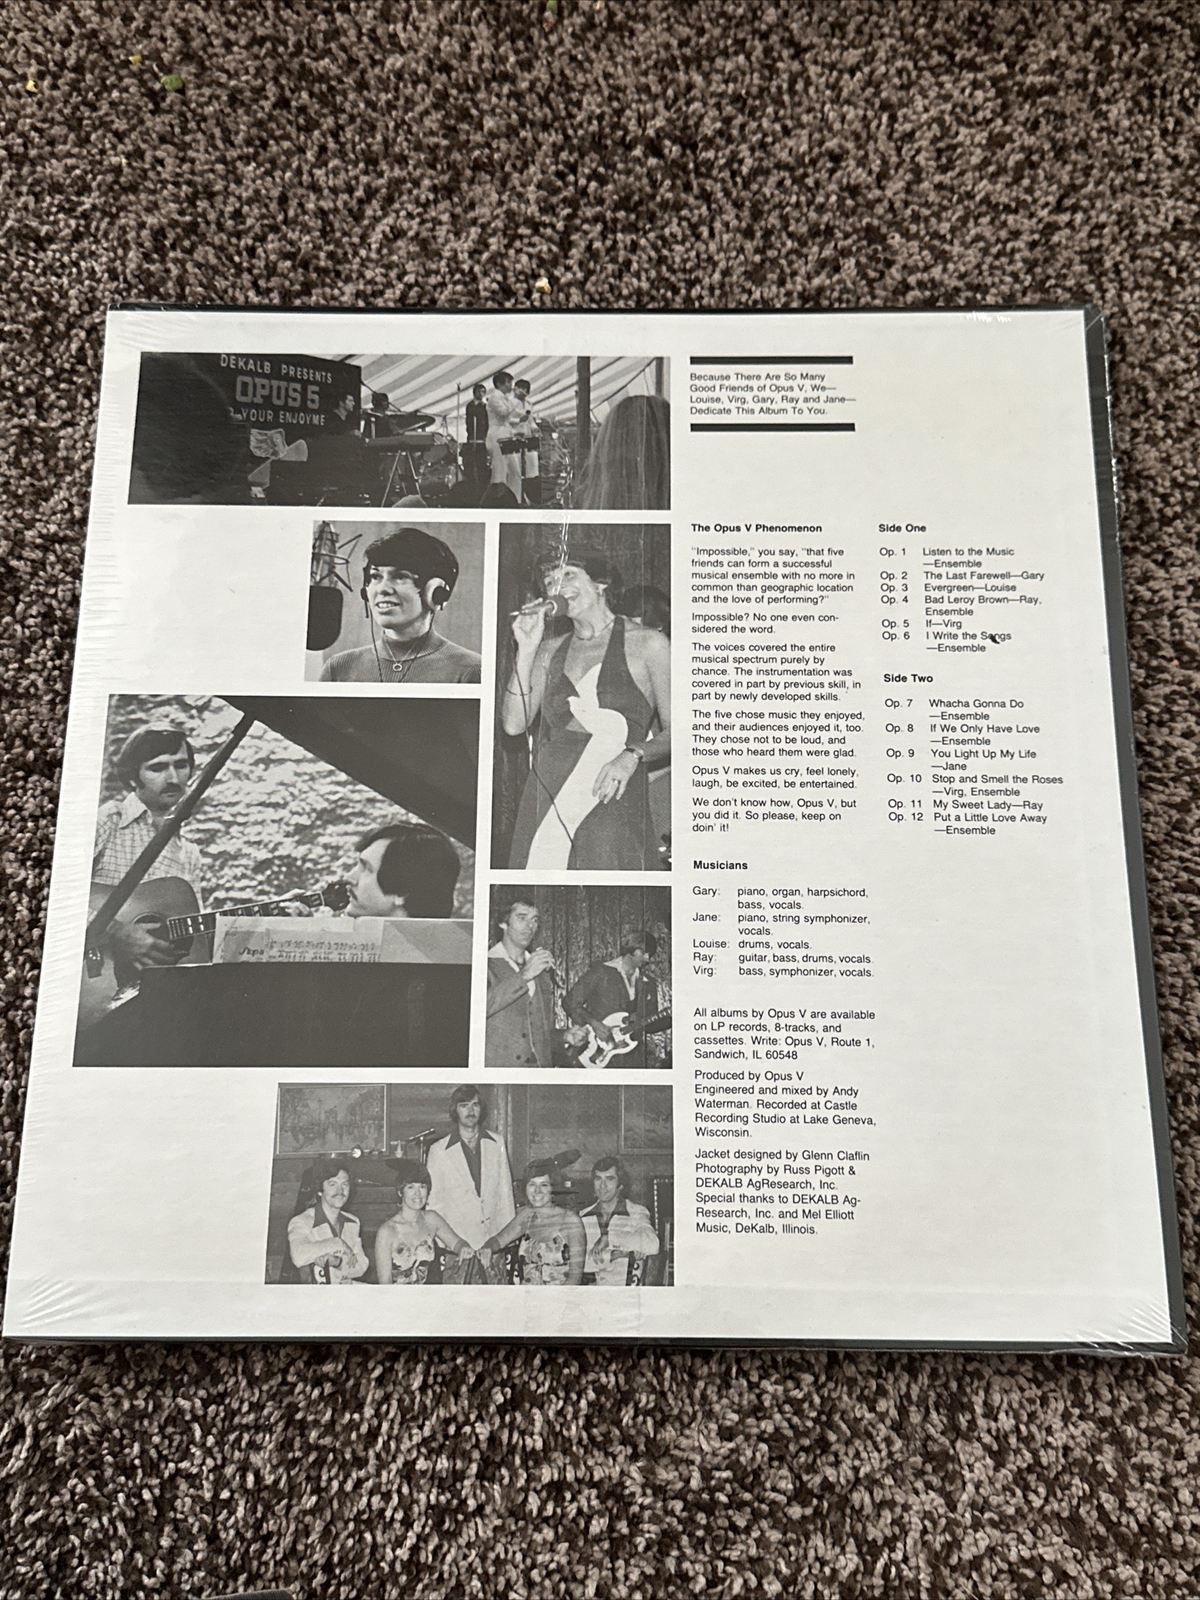 DEKALB PRESENTS
OPUS 5
YOUR ENJOYME
Because There Are So Many
Good Friends of Opus V, We—
Louise, Virg, Gary, Ray and Jane—
Dedicate This Album To You.
The Opus V Phenomenon
"Impossible," you say, "that five
friends can form a successful
musical ensemble with no more in
common than geographic location
and the love of performing?"
Impossible? No one even con-
sidered the word.
The voices covered the entire
musical spectrum purely by
chance. The instrumentation was
covered in part by previous skill, in
part by newly developed skills.
The five chose music they enjoyed,
and their audiences enjoyed it, too.
They chose not to be loud, and
those who heard them were glad.
Opus V makes us cry, feel lonely,
laugh, be excited, be entertained.
We don't know how, Opus V, but
you did it. So please, keep on
doin' it!
Side One
Op. 1 Listen to the Music
—Ensemble
Op. 2 The Last Farewell—Gary
Op. 3 Evergreen—Louise
Op. 4 Bad Leroy Brown—Ray,
Ensemble
Op. 5 If—Virg
Op. 6 I Write the Songs
—Ensemble
Side Two
Op. 7 Whacha Gonna Do
—Ensemble
Op. 8 If We Only Have Love
—Ensemble
Op. 9 You Light Up My Life
—Jane
Op. 10 Stop and Smell the Roses
—Virg, Ensemble
Op. 11 My Sweet Lady—Ray
Op. 12 Put a Little Love Away
—Ensemble
Musicians
Gary: piano, organ, harpsichord,
bass, vocals.
Jane: piano, string symphonizer,
vocals.
Louise: drums, vocals.
Ray: guitar, bass, drums, vocals.
Virg: bass, symphonizer, vocals.
All albums by Opus V are available
on LP records, 8-tracks, and
cassettes. Write: Opus V, Route 1,
Sandwich, IL 60548
Produced by Opus V
Engineered and mixed by Andy
Waterman. Recorded at Castle
Recording Studio at Lake Geneva,
Wisconsin.
Jacket designed by Glenn Claflin
Photography by Russ Pigott &
DEKALB AgResearch, Inc.
Special thanks to DEKALB Ag-
Research, Inc. and Mel Elliott
Music, DeKalb, Illinois.